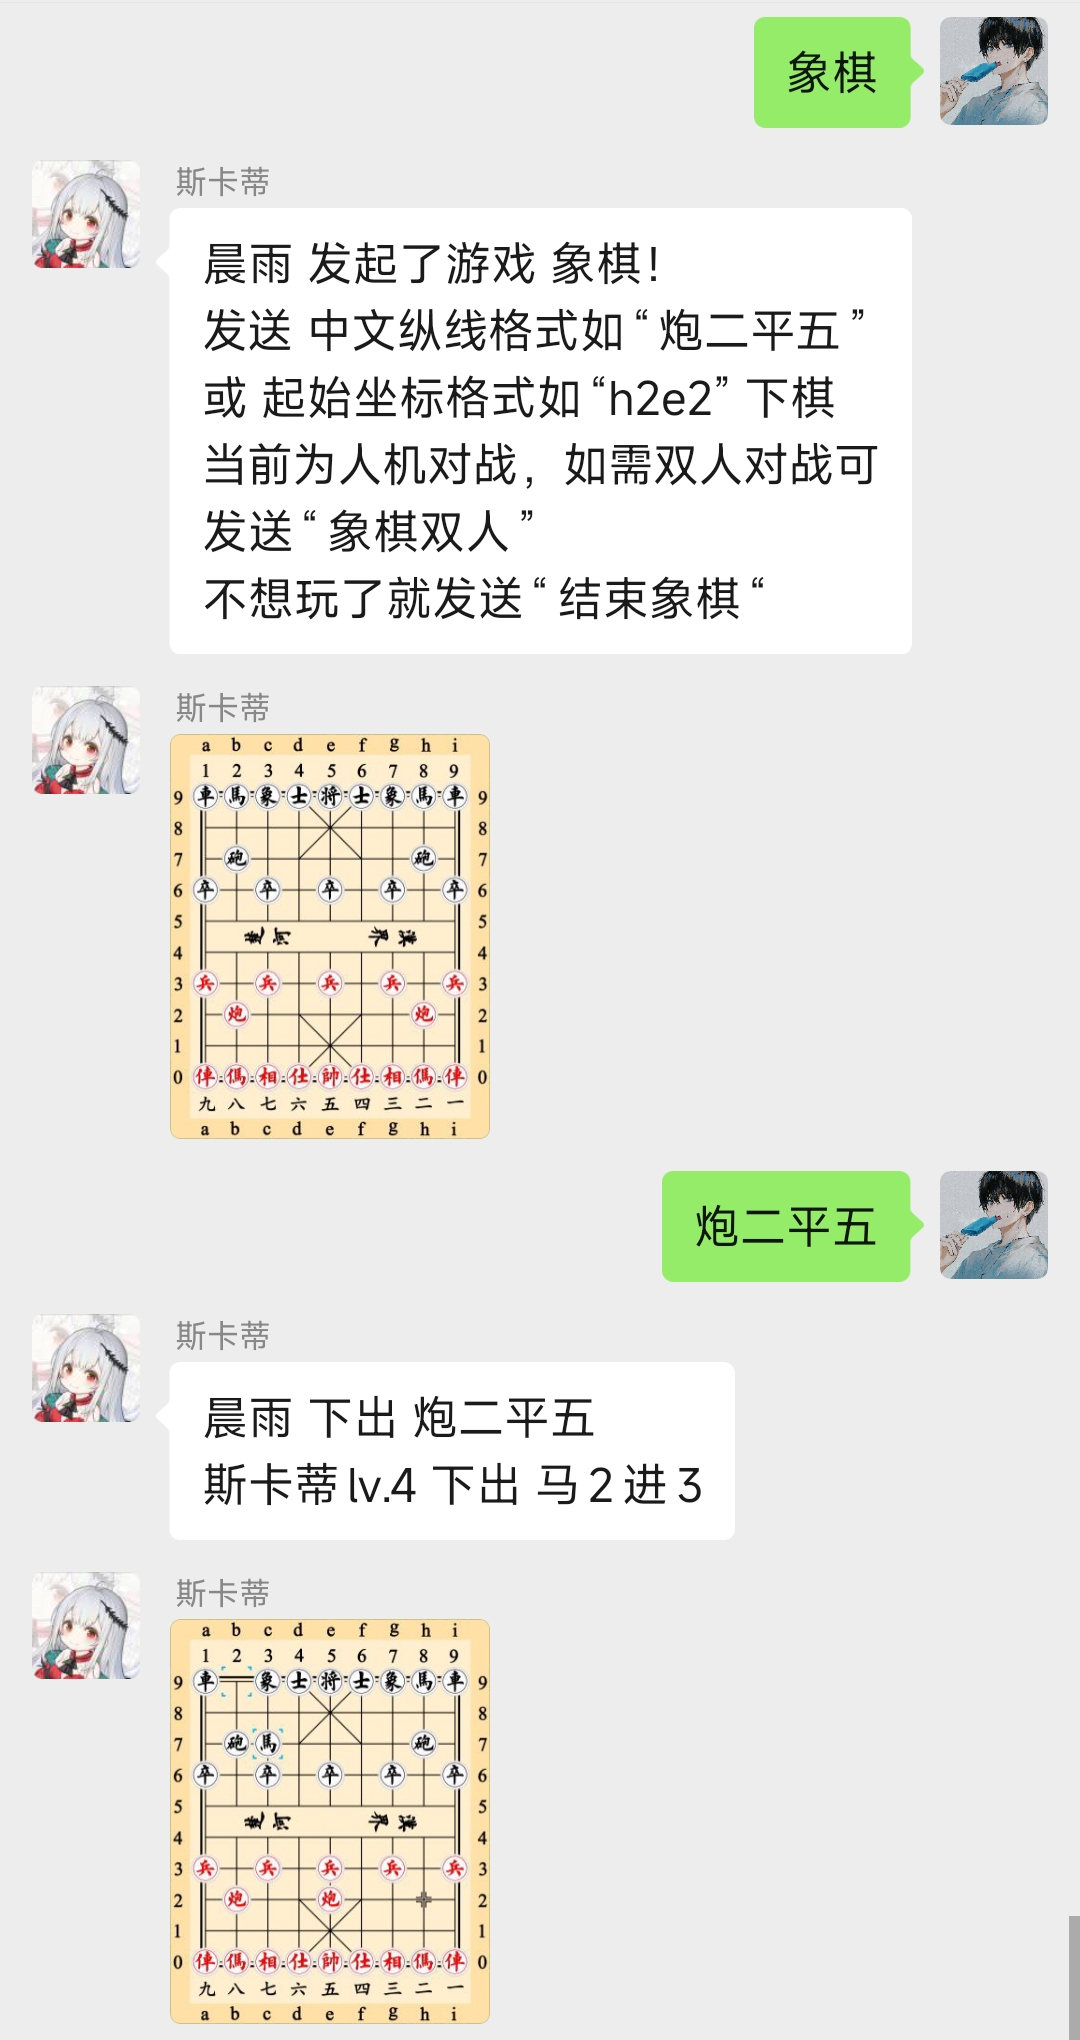 象棋
斯卡蒂
晨雨 发起了游戏 象棋！
发送 中文纵线格式如“炮二平五”
或 起始坐标格式如“h2e2” 下棋
当前为人机对战，如需双人对战可
发送“象棋双人”
不想玩了就发送“结束象棋“
斯卡蒂
a b c d e f g h i
1 2 3 4 5 6 7 8 9
9 車 馬 象 士 将 士 象 馬 車 9
8 8
7 砲 砲 7
6 卒 卒 卒 卒 卒 6
5 5
4 4
3 兵 兵 兵 兵 兵 3
2 炮 炮 2
1 1
0 俥 傌 相 仕 帥 仕 相 傌 俥 0
九 八 七 六 五 四 三 二 一
a b c d e f g h i
炮二平五
斯卡蒂
晨雨 下出 炮二平五
斯卡蒂lv.4 下出 马2进3
斯卡蒂
a b c d e f g h i
1 2 3 4 5 6 7 8 9
9 車 象 士 将 士 象 馬 車 9
8 8
7 砲 馬 砲 7
6 卒 卒 卒 卒 卒 6
5 5
4 4
3 兵 兵 兵 兵 兵 3
2 炮 炮 2
1 1
0 俥 傌 相 仕 帥 仕 相 傌 俥 0
九 八 七 六 五 四 三 二 一
a b c d e f g h i